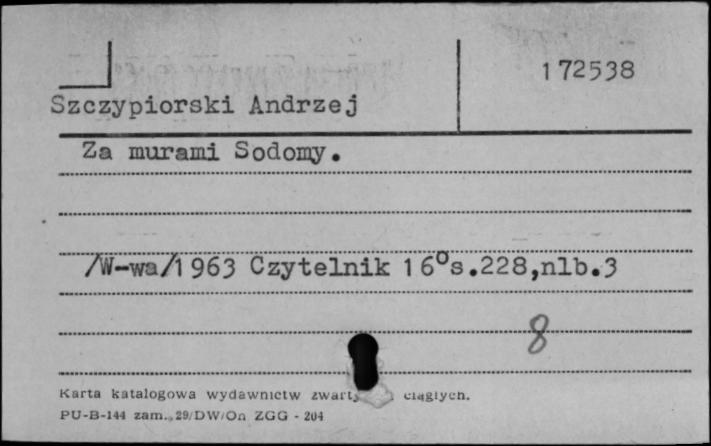 172538
Szczypiorski Andrzej
Za murami Sodomy.
/W-wa/1963 Czytelnik 16°s.228,nlb.3
8
Karta katalogowa wydawnictw ciągłych.
PU-B-144 zam. 29/DW/On ZGG - 204